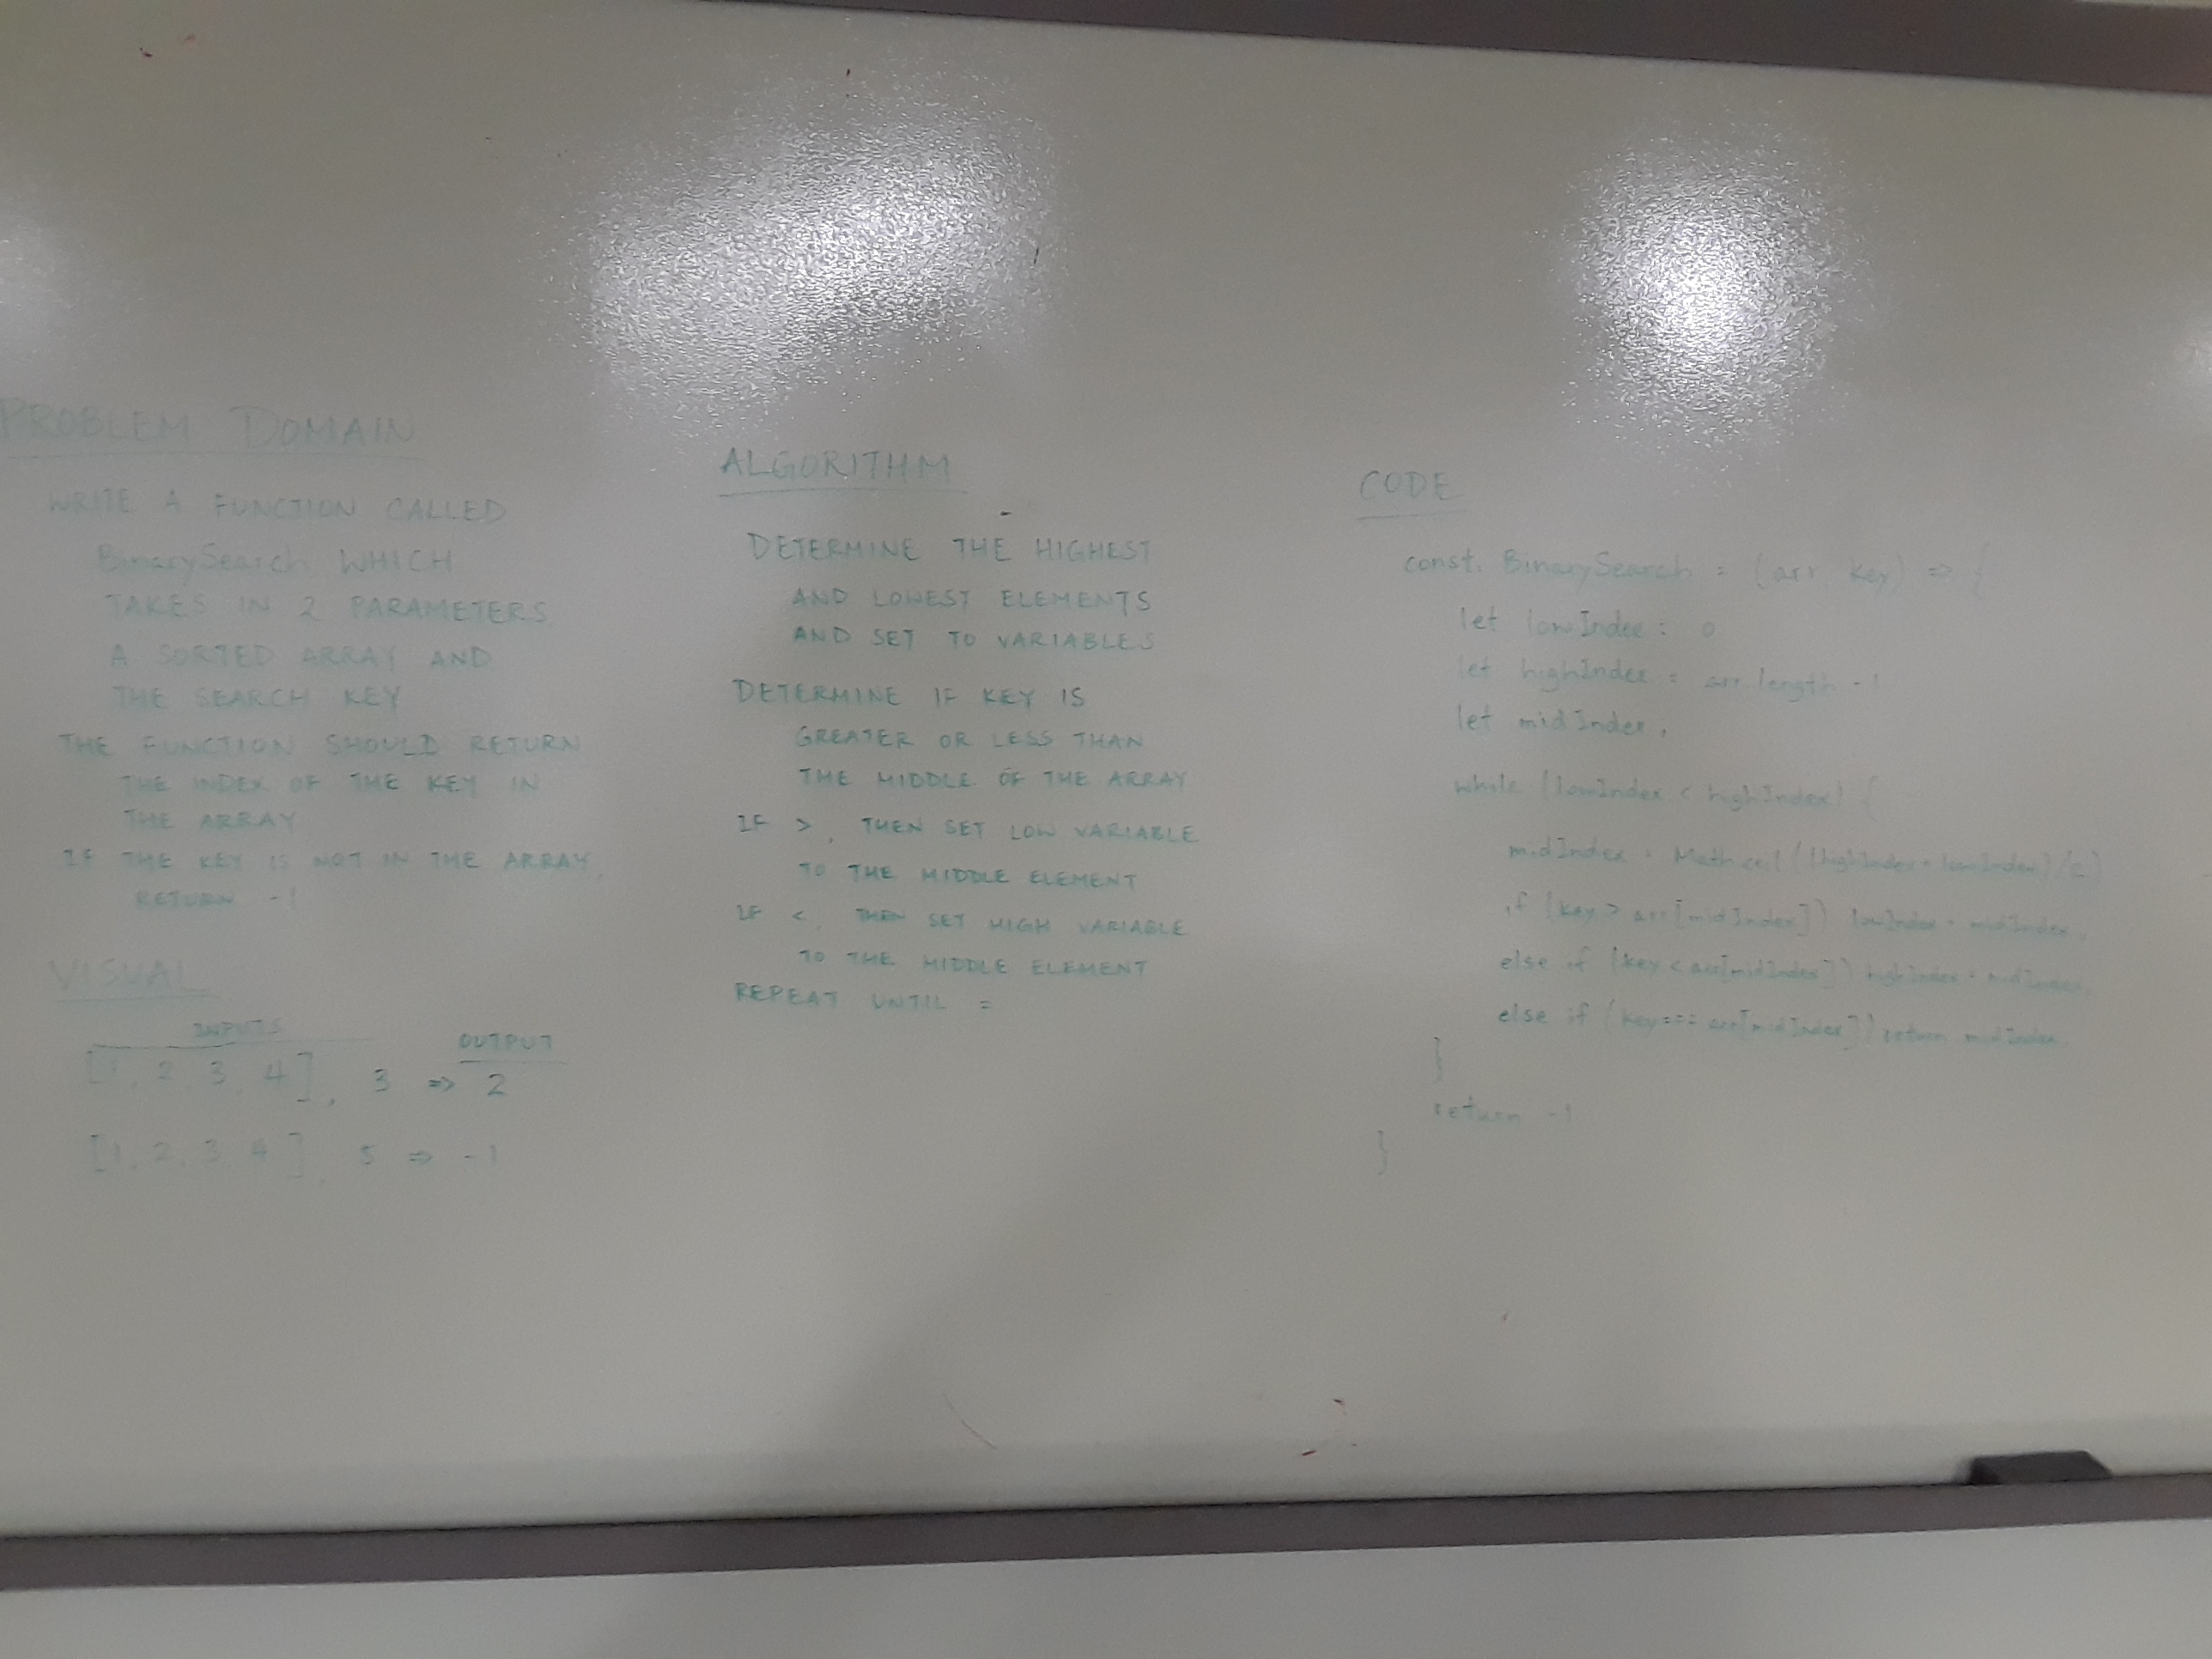 PROBLEM DOMAIN
WRITE A FUNCTION CALLED
BinarySearch WHICH
TAKES IN 2 PARAMETERS
A SORTED ARRAY AND
THE SEARCH KEY
THE FUNCTION SHOULD RETURN
THE INDEX OF THE KEY IN
THE ARRAY
IF THE KEY IS NOT IN THE ARRAY,
RETURN -1
VISUAL
INPUTS OUTPUT
[1, 2, 3, 4], 3 => 2
[1, 2, 3, 4], 5 => -1
ALGORITHM
DETERMINE THE HIGHEST
AND LOWEST ELEMENTS
AND SET TO VARIABLES
DETERMINE IF KEY IS
GREATER OR LESS THAN
THE MIDDLE OF THE ARRAY
IF >, THEN SET LOW VARIABLE
TO THE MIDDLE ELEMENT
IF <, THEN SET HIGH VARIABLE
TO THE MIDDLE ELEMENT
REPEAT UNTIL =
CODE
const BinarySearch = (arr, key) => {
let lowIndex = 0
let highIndex = arr.length - 1
let midIndex;
while (lowIndex < highIndex) {
midIndex = Math.ceil((highIndex + lowIndex)/2)
if (key > arr[midIndex]) lowIndex = midIndex;
else if (key < arr[midIndex]) highIndex = midIndex;
else if (key === arr[midIndex]) return midIndex;
}
return -1
}